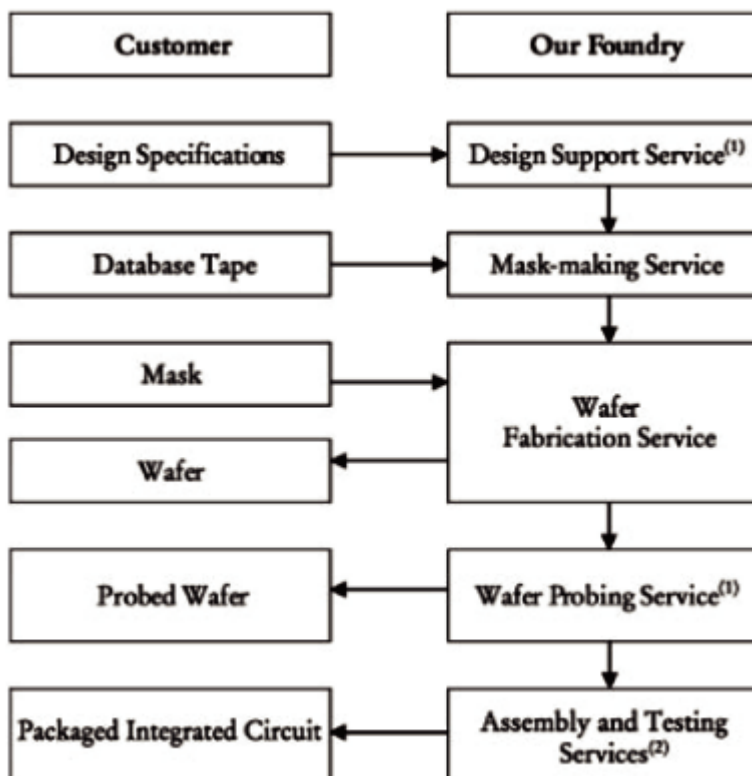 Customer
Our Foundry
Design Specifications
Design Support Service(1)
Database Tape
Mask-making Service
Mask
Wafer
Fabrication Service
Wafer
Probed Wafer
Wafer Probing Service(1)
Packaged Integrated Circuit
Assembly and Testing
Services(2)